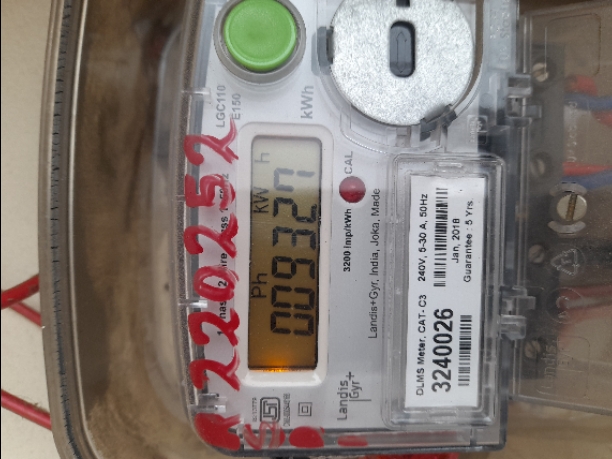 LGC110
E150
kWh
220252
Ph kW h
009327
CAL
3200 Imp/kWh
Landis+Gyr, India, Joka, Made
Landis
Gyr+
DLMS Meter, CAT- C3 240V, 5-30 A, 50Hz
3240026
Jan, 2018
Guarantee : 5 Yrs.